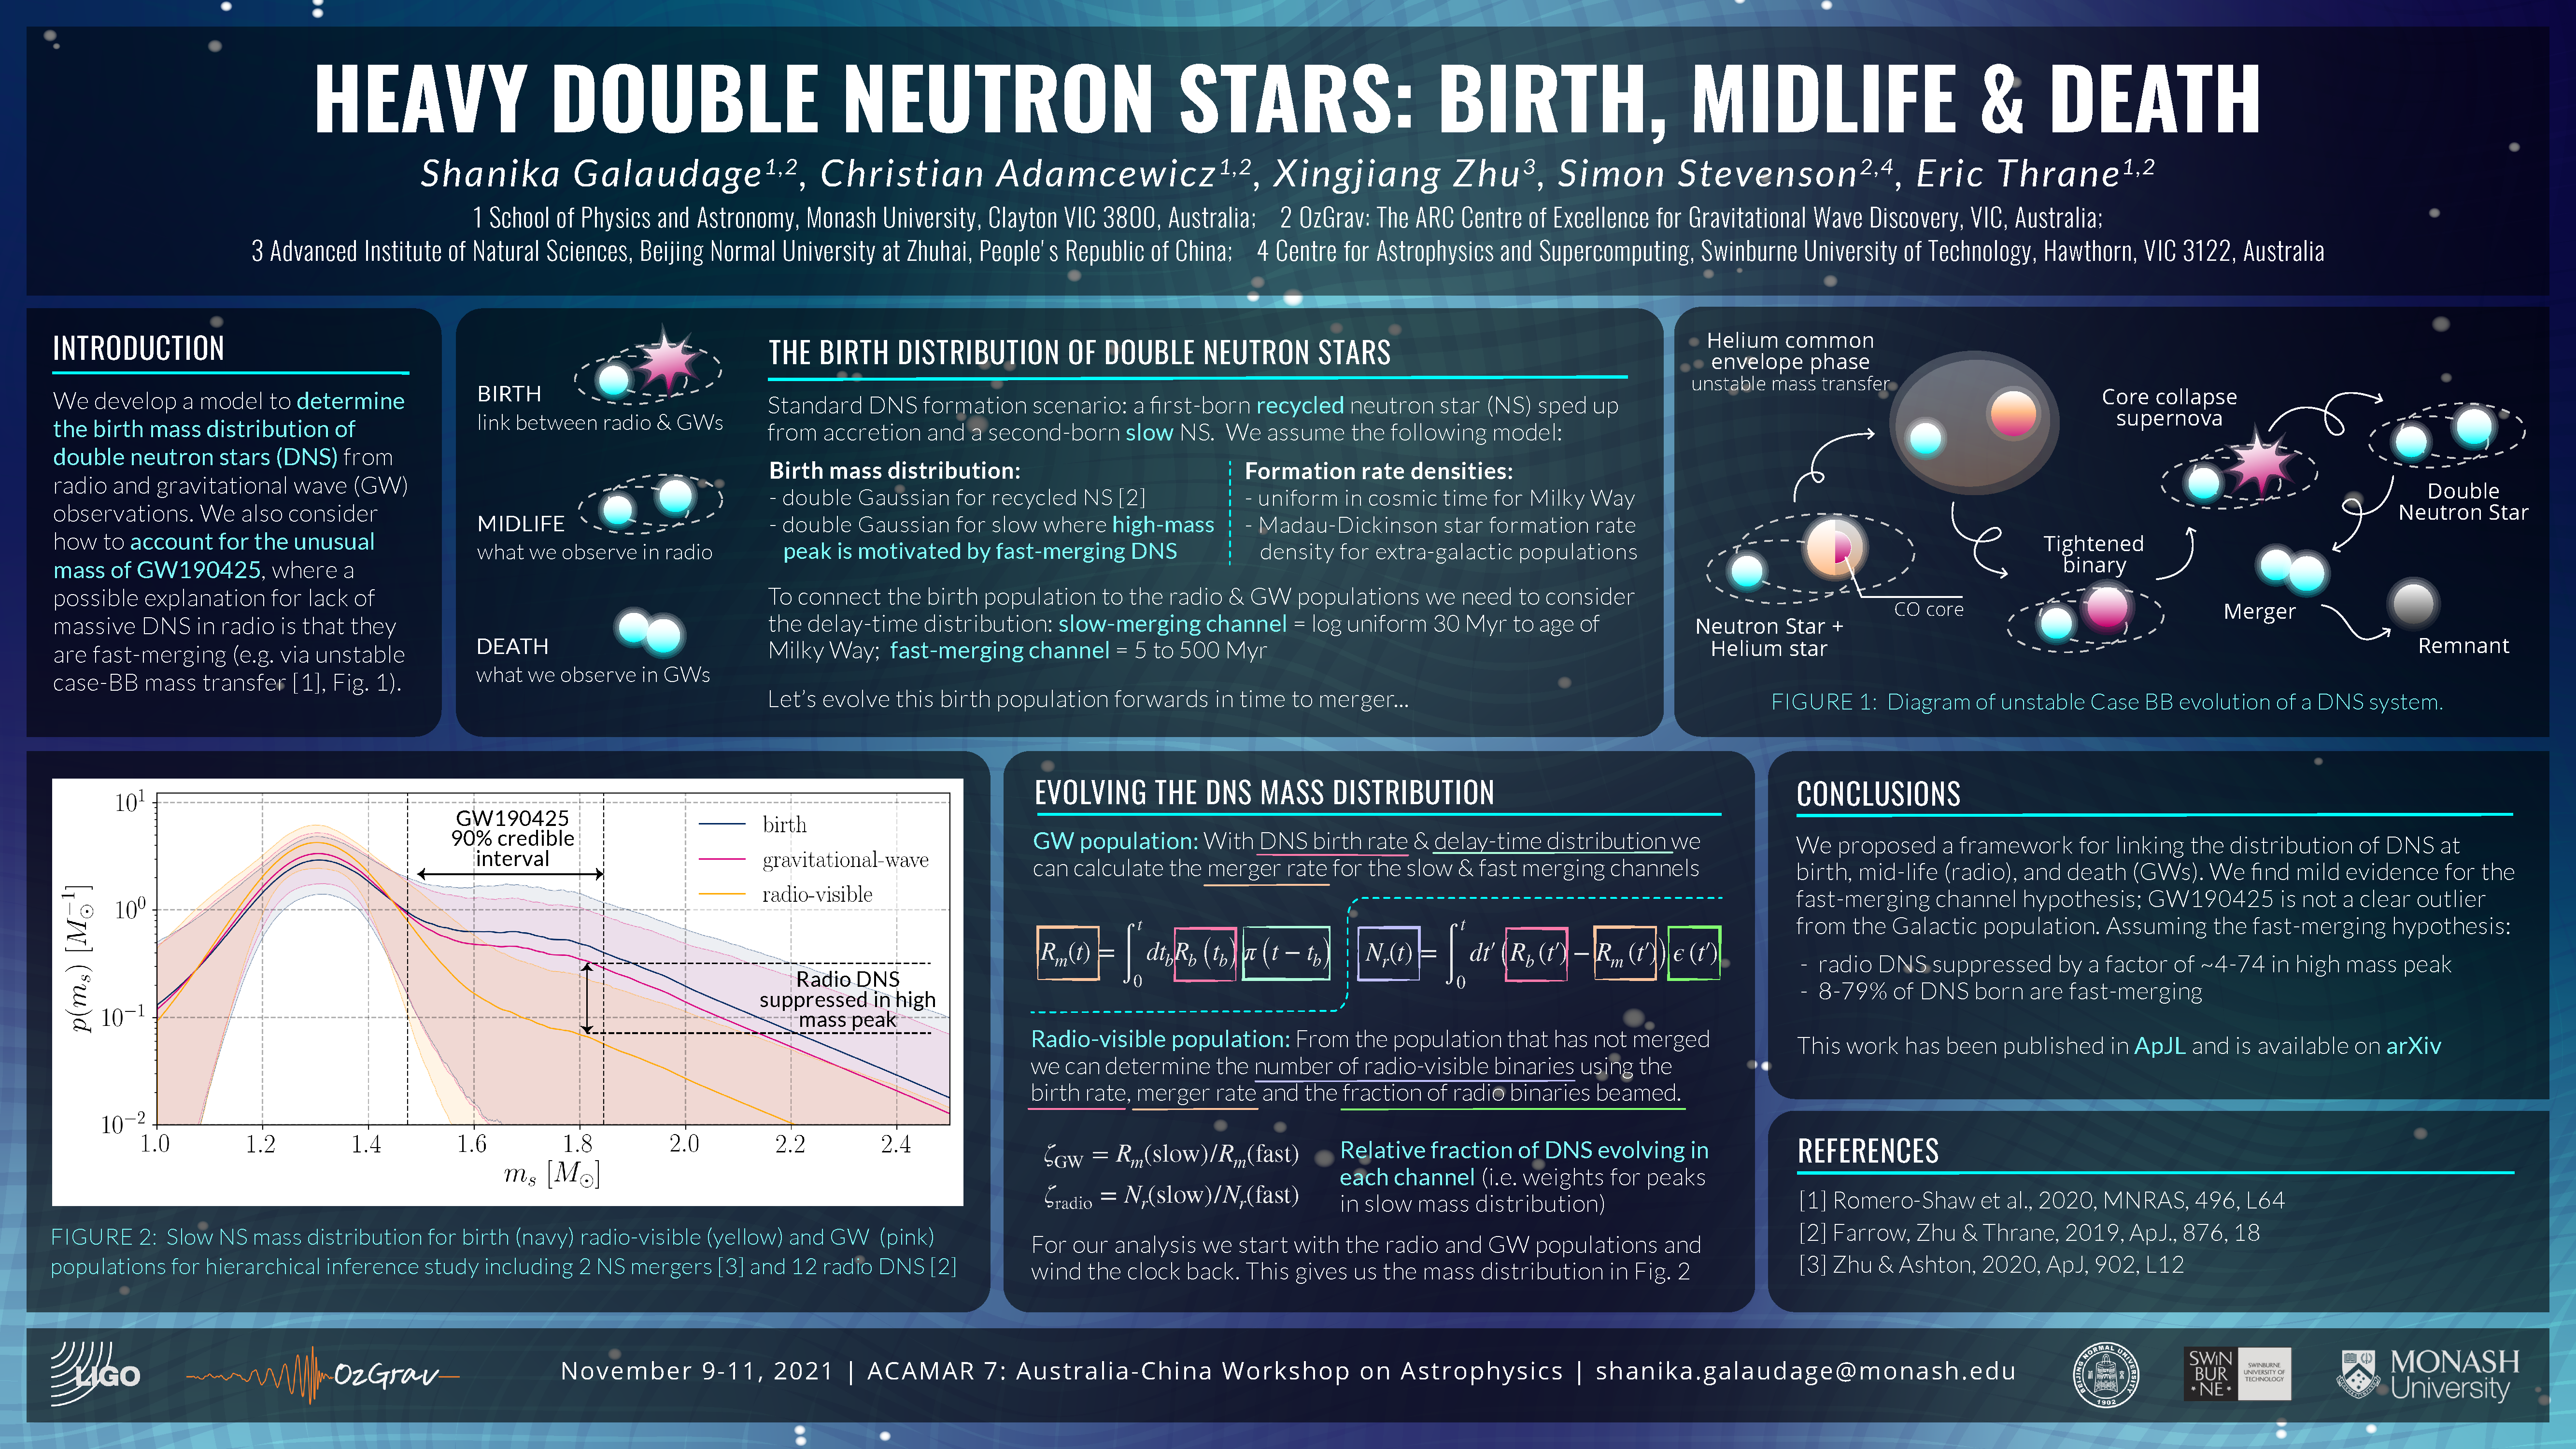 HEAVY DOUBLE NEUTRON STARS: BIRTH, MIDLIFE & DEATH
Shanika Galaudage1,2, Christian Adamcewicz1,2, Xingjiang Zhu3, Simon Stevenson2,4, Eric Thrane1,2
1 School of Physics and Astronomy, Monash University, Clayton VIC 3800, Australia; 2 OzGrav: The ARC Centre of Excellence for Gravitational Wave Discovery, VIC, Australia;
3 Advanced Institute of Natural Sciences, Beijing Normal University at Zhuhai, People's Republic of China; 4 Centre for Astrophysics and Supercomputing, Swinburne University of Technology, Hawthorn, VIC 3122, Australia
INTRODUCTION
We develop a model to determine
the birth mass distribution of
double neutron stars (DNS) from
radio and gravitational wave (GW)
observations. We also consider
how to account for the unusual
mass of GW190425, where a
possible explanation for lack of
massive DNS in radio is that they
are fast-merging (e.g. via unstable
case-BB mass transfer [1], Fig. 1).
BIRTH
link between radio & GWs
MIDLIFE
what we observe in radio
DEATH
what we observe in GWs
THE BIRTH DISTRIBUTION OF DOUBLE NEUTRON STARS
Standard DNS formation scenario: a first-born recycled neutron star (NS) sped up
from accretion and a second-born slow NS. We assume the following model:
Birth mass distribution:
- double Gaussian for recycled NS [2]
- double Gaussian for slow where high-mass
peak is motivated by fast-merging DNS
Formation rate densities:
- uniform in cosmic time for Milky Way
- Madau-Dickinson star formation rate
density for extra-galactic populations
To connect the birth population to the radio & GW populations we need to consider
the delay-time distribution: slow-merging channel = log uniform 30 Myr to age of
Milky Way; fast-merging channel = 5 to 500 Myr
Let's evolve this birth population forwards in time to merger...
Helium common
envelope phase
unstable mass transfer
Core collapse
supernova
Double
Neutron Star
Tightened
binary
CO core
Neutron Star +
Helium star
Merger
Remnant
FIGURE 1: Diagram of unstable Case BB evolution of a DNS system.
10^1
10^0
10^−1
10^−2
p(m_s) [M_⊙^−1]
GW190425
90% credible
interval
birth
gravitational-wave
radio-visible
Radio DNS
suppressed in high
mass peak
1.0 1.2 1.4 1.6 1.8 2.0 2.2 2.4
m_s [M_⊙]
FIGURE 2: Slow NS mass distribution for birth (navy) radio-visible (yellow) and GW (pink)
populations for hierarchical inference study including 2 NS mergers [3] and 12 radio DNS [2]
EVOLVING THE DNS MASS DISTRIBUTION
GW population: With DNS birth rate & delay-time distribution we
can calculate the merger rate for the slow & fast merging channels
R_m(t) = ∫_0^t dt_b R_b (t_b) π (t − t_b)
N_r(t) = ∫_0^t dt′ (R_b (t′) − R_m (t′)) ϵ (t′)
Radio-visible population: From the population that has not merged
we can determine the number of radio-visible binaries using the
birth rate, merger rate and the fraction of radio binaries beamed.
ζ_GW = R_m(slow)/R_m(fast)
ζ_radio = N_r(slow)/N_r(fast)
Relative fraction of DNS evolving in
each channel (i.e. weights for peaks
in slow mass distribution)
For our analysis we start with the radio and GW populations and
wind the clock back. This gives us the mass distribution in Fig. 2
CONCLUSIONS
We proposed a framework for linking the distribution of DNS at
birth, mid-life (radio), and death (GWs). We find mild evidence for the
fast-merging channel hypothesis; GW190425 is not a clear outlier
from the Galactic population. Assuming the fast-merging hypothesis:
- radio DNS suppressed by a factor of ~4-74 in high mass peak
- 8-79% of DNS born are fast-merging
This work has been published in ApJL and is available on arXiv
REFERENCES
[1] Romero-Shaw et al., 2020, MNRAS, 496, L64
[2] Farrow, Zhu & Thrane, 2019, ApJ., 876, 18
[3] Zhu & Ashton, 2020, ApJ, 902, L12
LIGO
OzGrav
November 9-11, 2021 | ACAMAR 7: Australia-China Workshop on Astrophysics | shanika.galaudage@monash.edu
BEIJING NORMAL UNIVERSITY
1902
SWIN
BUR
*NE*
SWINBURNE
UNIVERSITY OF
TECHNOLOGY
MONASH
University